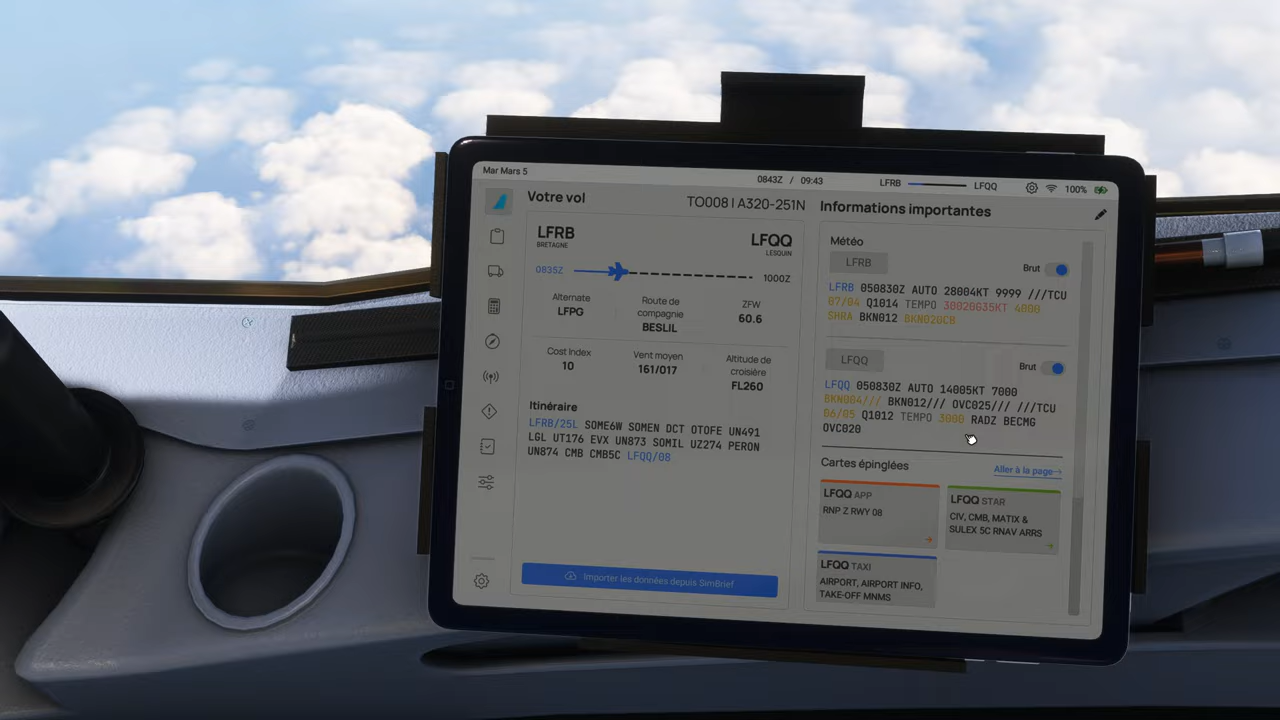 Mar Mars 5
0843Z / 09:43
LFRB LFQQ
100%
Votre vol
TO008 | A320-251N
LFRB
BRETAGNE
LFQQ
LESQUIN
0835Z
1000Z
Alternate
LFPG
Route de
compagnie
BESLIL
ZFW
60.6
Cost Index
10
Vent moyen
161/017
Altitude de
croisière
FL260
Itinéraire
LFRB/25L SOME6W SOMEN DCT OTOFE UN491
LGL UT176 EVX UN873 SOMIL UZ274 PERON
UN874 CMB CMB5C LFQQ/08
Importer les données depuis SimBrief
Informations importantes
Météo
LFRB
Brut
LFRB 050830Z AUTO 28004KT 9999 ///TCU
07/04 Q1014 TEMPO 30020G35KT 4000
SHRA BKN012 BKN020CB
LFQQ
Brut
LFQQ 050830Z AUTO 14005KT 7000
BKN004/// BKN012/// OVC025/// ///TCU
06/05 Q1012 TEMPO 3000 RADZ BECMG
OVC020
Cartes épinglées
Aller à la page→
LFQQ APP
RNP Z RWY 08
LFQQ STAR
CIV, CMB, MATIX &
SULEX 5C RNAV ARRS
LFQQ TAXI
AIRPORT, AIRPORT INFO,
TAKE-OFF MNMS